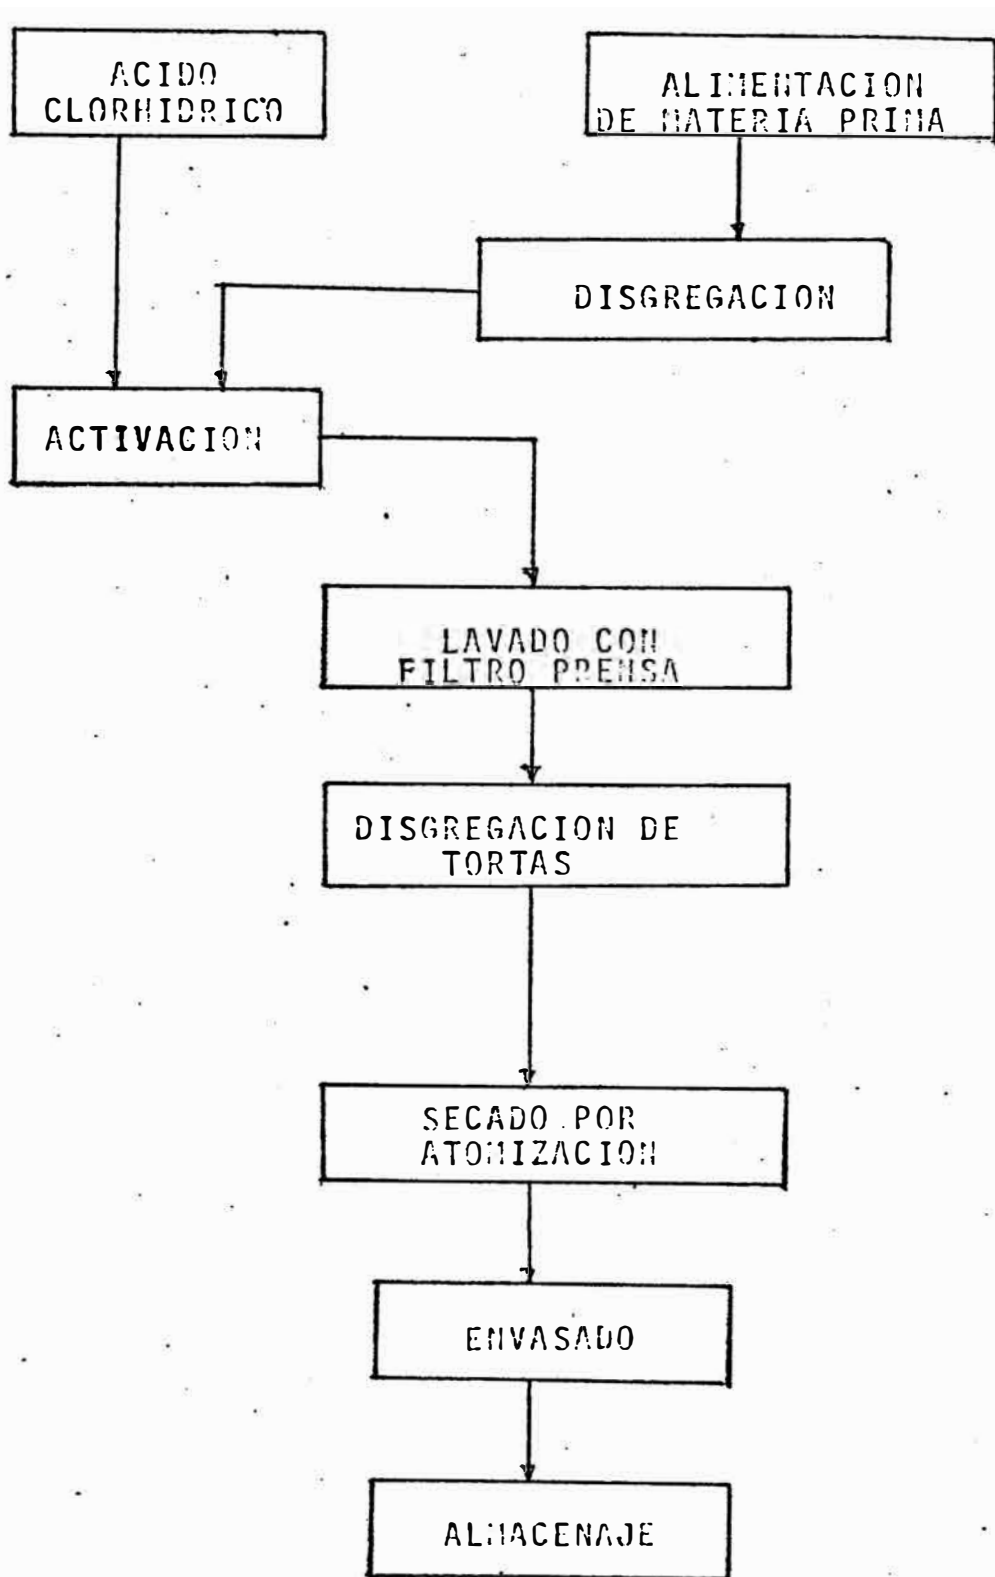 ACIDO
CLORHIDRICO
ALIMENTACION
DE MATERIA PRIMA
DISGREGACION
ACTIVACION
LAVADO CON
FILTRO PRENSA
DISGREGACION DE
TORTAS
SECADO POR
ATOMIZACION
ENVASADO
ALMACENAJE